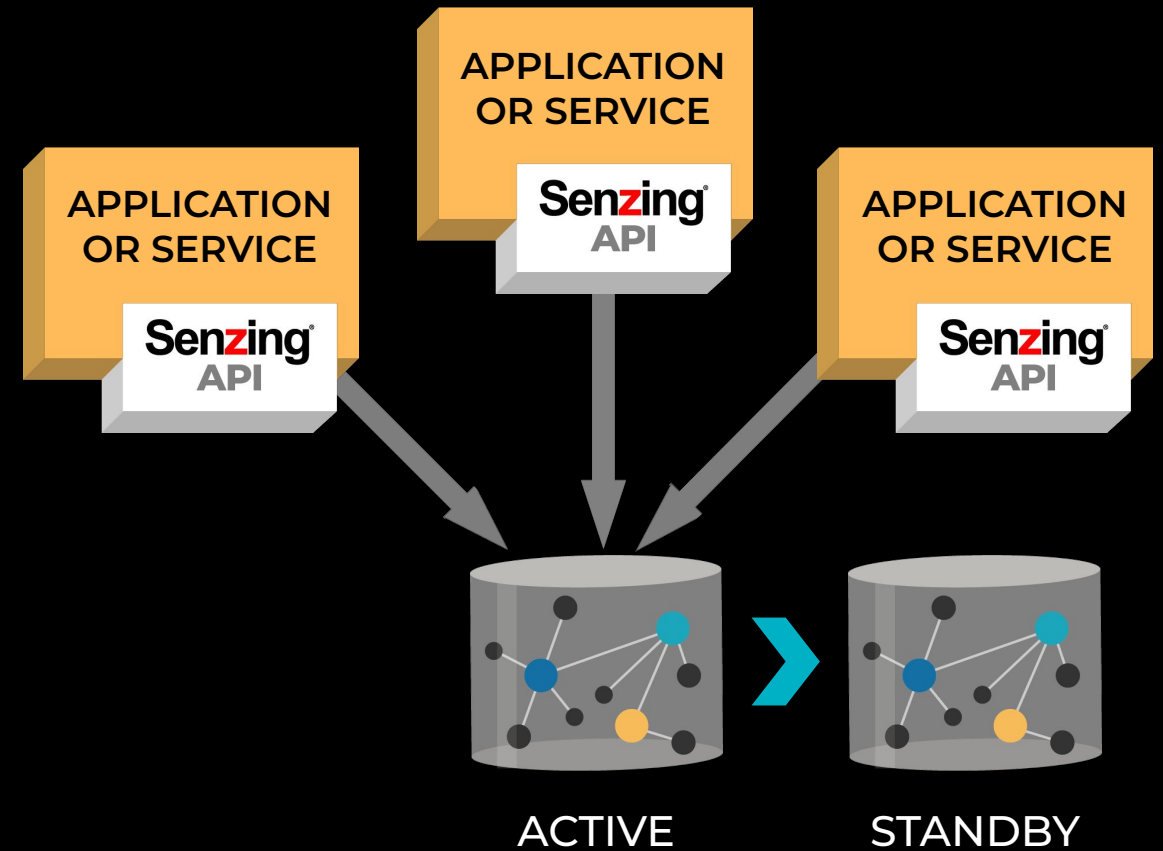 APPLICATION
OR SERVICE
Senzing®
API
APPLICATION
OR SERVICE
Senzing®
API
APPLICATION
OR SERVICE
Senzing®
API
ACTIVE
STANDBY